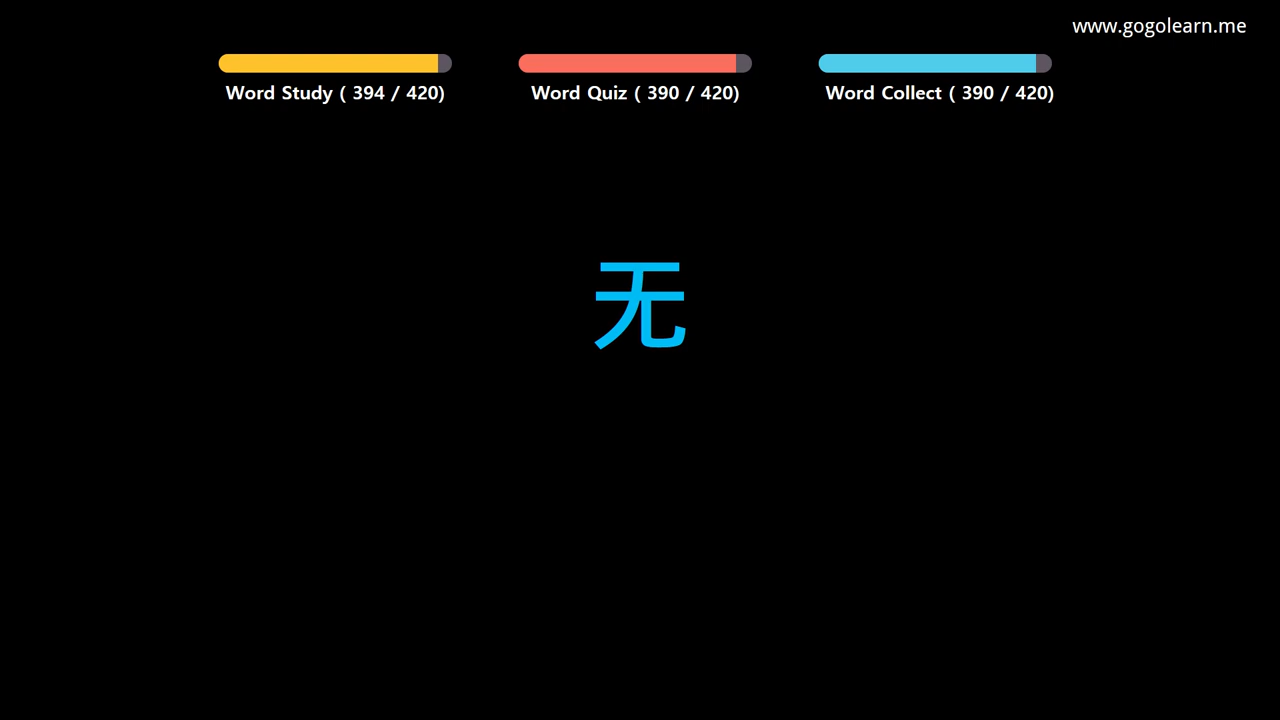 www.gogolearn.me
Word Study ( 394 / 420)
Word Quiz ( 390 / 420)
Word Collect ( 390 / 420)
无